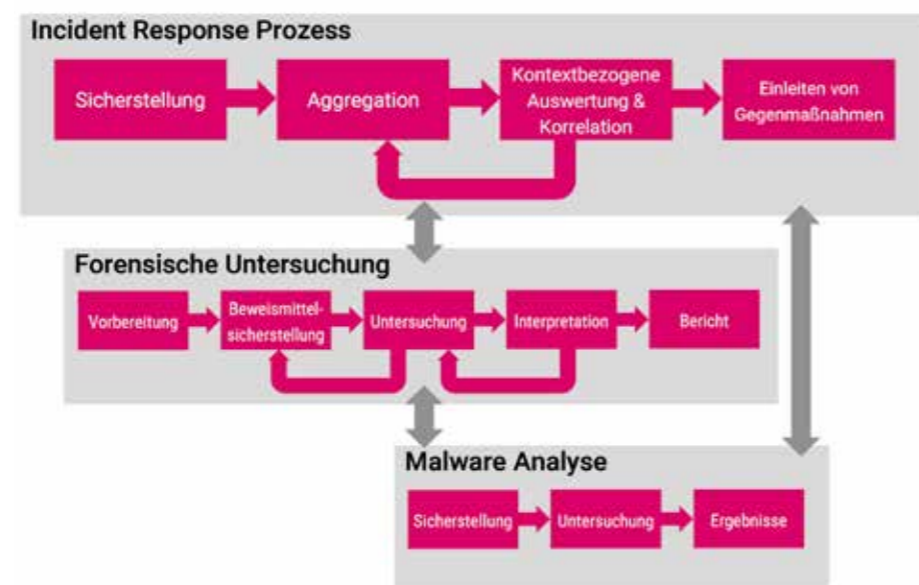 Incident Response Prozess
Sicherstellung
Aggregation
Kontextbezogene
Auswertung &
Korrelation
Einleiten von
Gegenmaßnahmen
Forensische Untersuchung
Vorbereitung
Beweismittel-
sicherstellung
Untersuchung
Interpretation
Bericht
Malware Analyse
Sicherstellung
Untersuchung
Ergebnisse